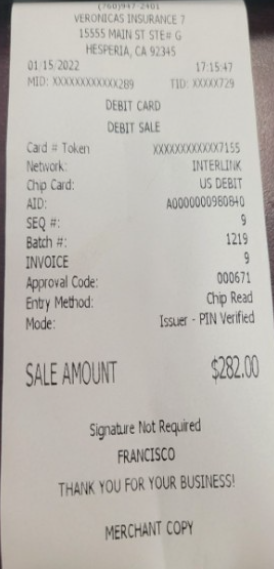 (760)947-2401
VERONICAS INSURANCE 7
15555 MAIN ST STE# G
HESPERIA, CA 92345
01/15/2022 17:15:47
MID: XXXXXXXXXXXX289 TID: XXXXX729
DEBIT CARD
DEBIT SALE
Card # Token XXXXXXXXXXXX7155
Network: INTERLINK
Chip Card: US DEBIT
AID: A0000000980840
SEQ #: 9
Batch #: 1219
INVOICE 9
Approval Code: 000671
Entry Method: Chip Read
Mode: Issuer - PIN Verified
SALE AMOUNT $282.00
Signature Not Required
FRANCISCO
THANK YOU FOR YOUR BUSINESS!
MERCHANT COPY